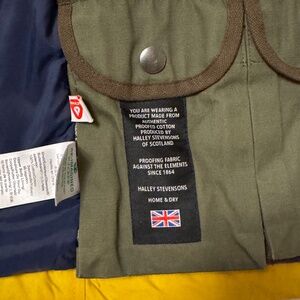 YOU ARE WEARING A
PRODUCT MADE FROM
AUTHENTIC
PROOFED COTTON
PRODUCED BY
HALLEY STEVENSONS
OF SCOTLAND
PROOFING FABRIC
AGAINST THE ELEMENTS
SINCE 1864
HALLEY STEVENSONS
HOME & DRY